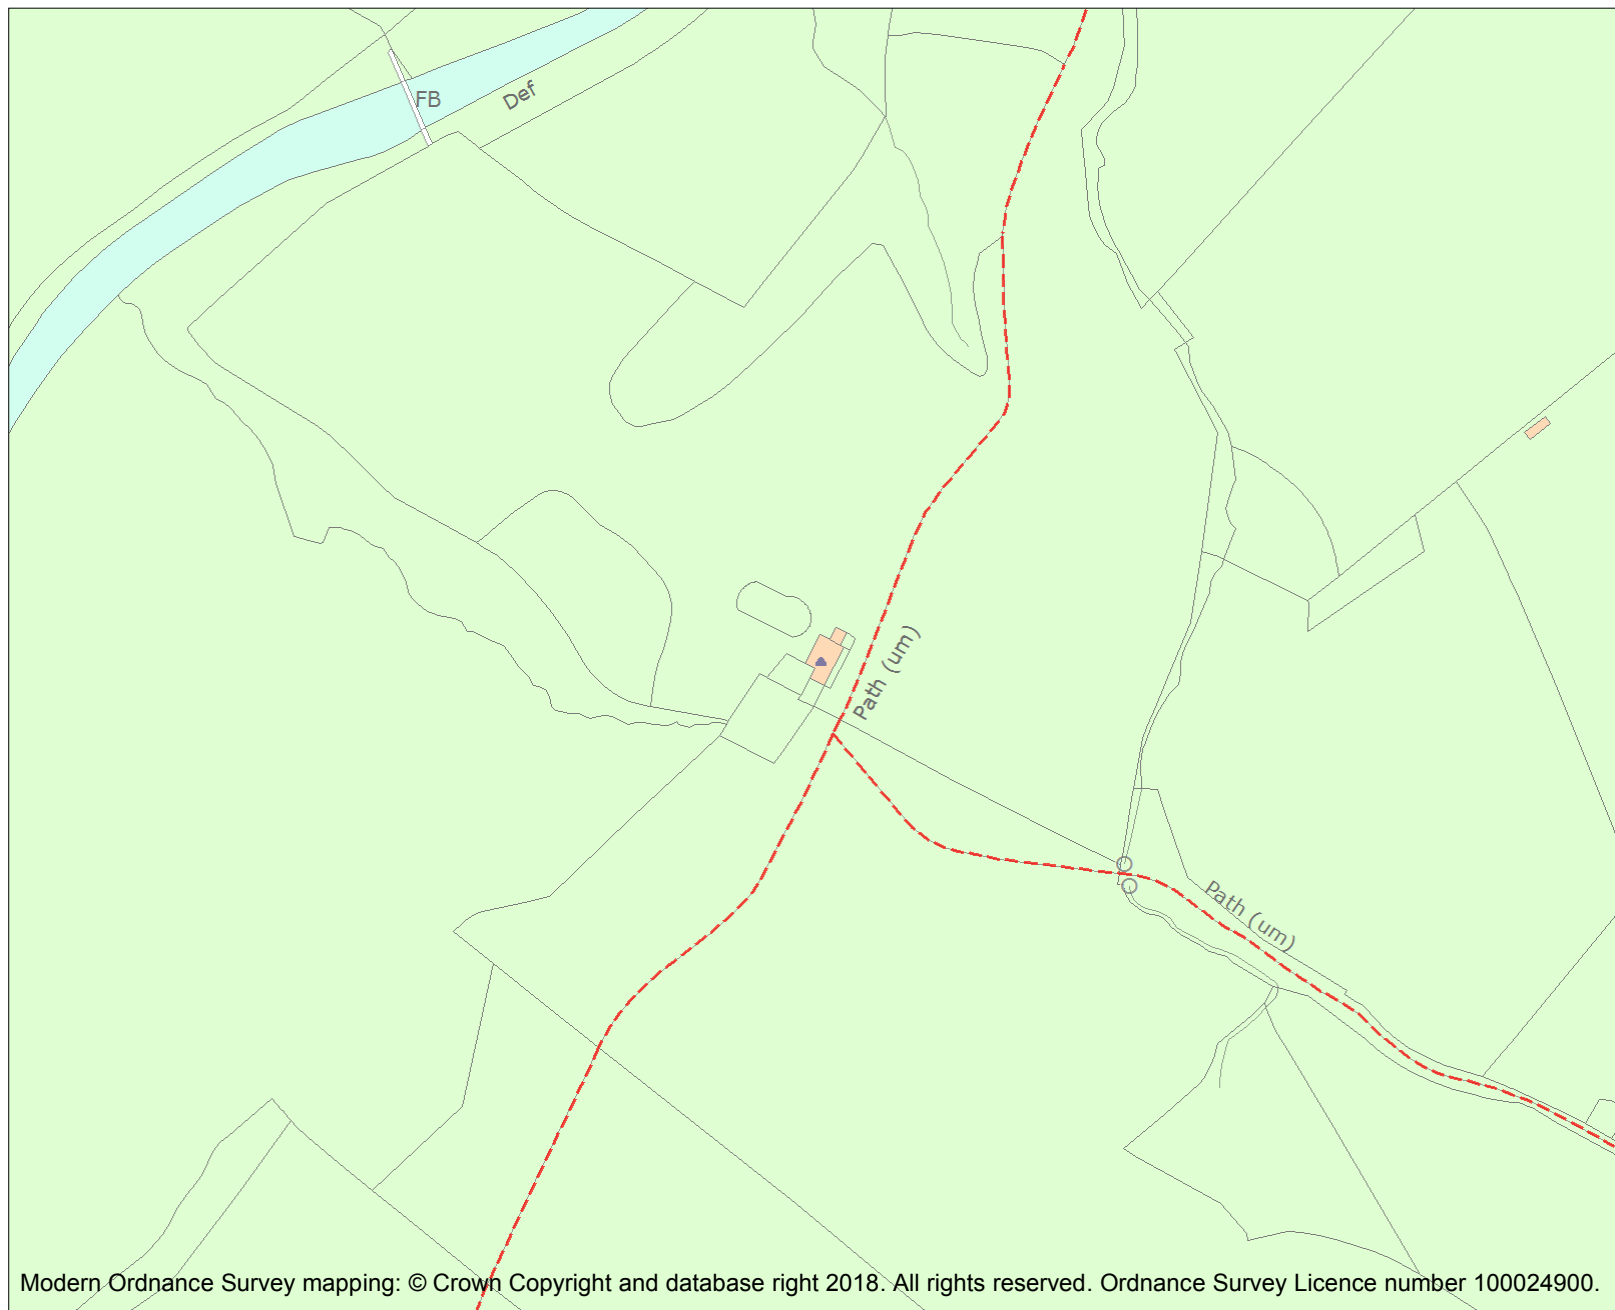 FB
Def
Path (um)
Path (um)
Modern Ordnance Survey mapping: © Crown Copyright and database right 2018. All rights reserved. Ordnance Survey Licence number 100024900.